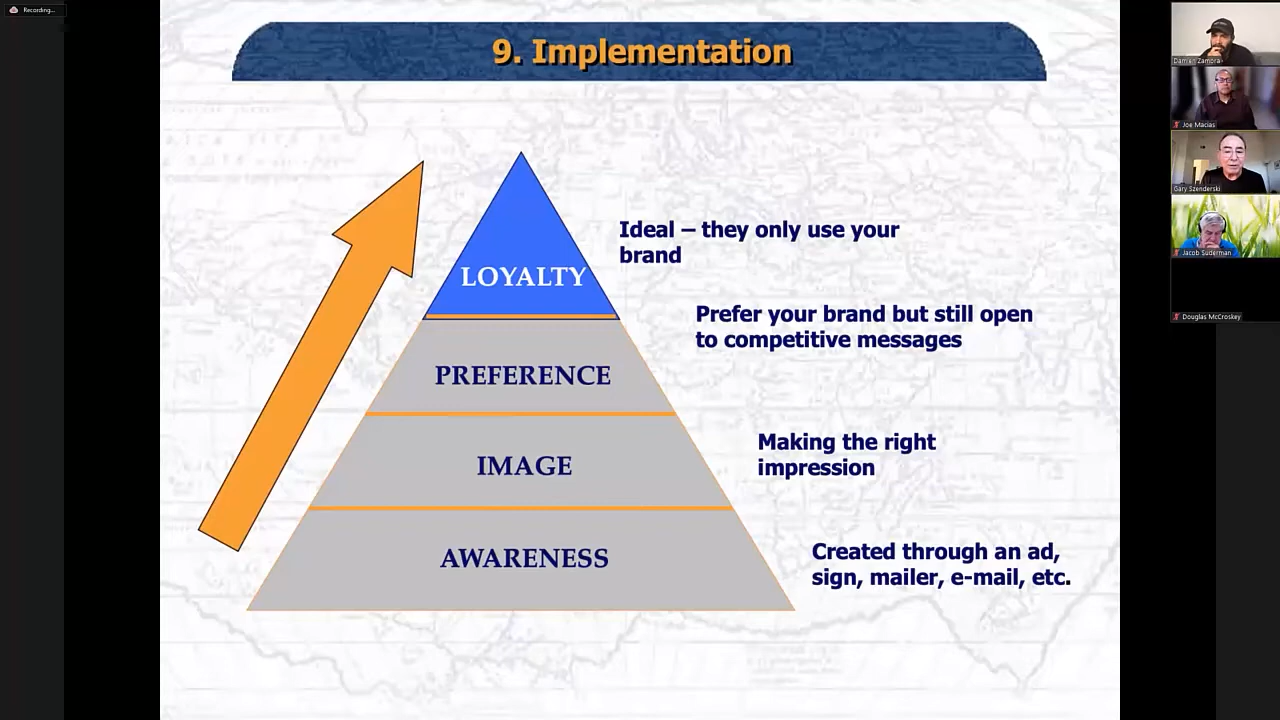 Recording...
9. Implementation
LOYALTY
Ideal – they only use your
brand
PREFERENCE
Prefer your brand but still open
to competitive messages
IMAGE
Making the right
impression
AWARENESS
Created through an ad,
sign, mailer, e-mail, etc.
Damien Zamora
Joe Macias
Gary Szenderski
Jacob Suderman
Douglas McCroskey